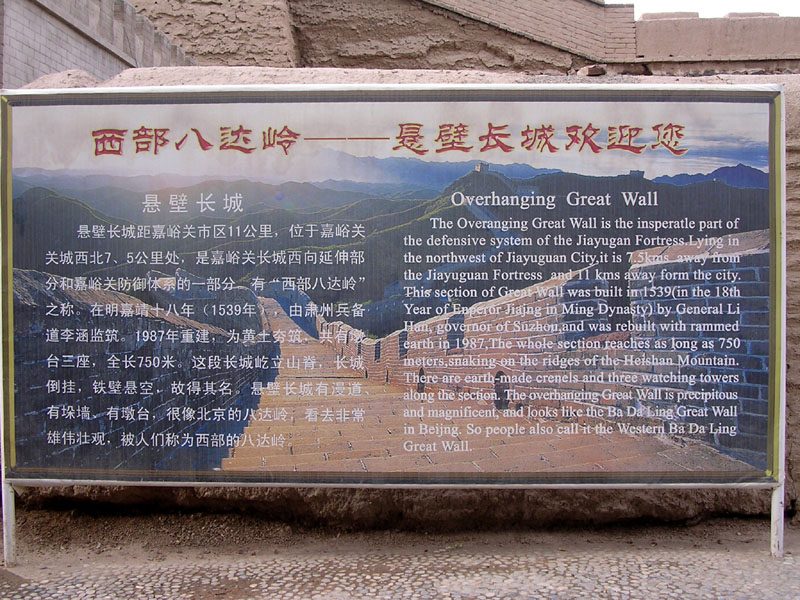 西部八达岭——悬壁长城欢迎您
悬壁长城
悬壁长城距嘉峪关市区11公里，位于嘉峪关
关城西北7、5公里处，是嘉峪关长城西向延伸部
分和嘉峪关防御体系的一部分。有“西部八达岭”
之称。在明嘉靖十八年（1539年），由肃州兵备
道李涵监筑。1987年重建，为黄土夯筑，共有墩
台三座，全长750米。这段长城屹立山脊，长城
倒挂，铁壁悬空，故得其名。悬壁长城有漫道、
有垛墙、有墩台，很像北京的八达岭，看去非常
雄伟壮观，被人们称为西部的八达岭。
Overhanging Great Wall
The Overanging Great Wall is the insperatle part of
the defensive system of the Jiayugan Fortress.Lying in
the northwest of Jiayuguan City,it is 7.5kms away from
the Jiayuguan Fortress and 11 kms away form the city.
This section of Great Wall was built in 1539(in the 18th
Year of Enperor Jiajing in Ming Dynasty) by General Li
Han, governor of Suzhou,and was rebuilt with rammed
earth in 1987,The whole section reaches as long as 750
meters,snaking on the ridges of the Heishan Mountain.
There are earth-made crenels and three watching towers
along the section. The overhanging Great Wall is precipitous
and magnificent, and looks like the Ba Da Ling Great Wall
in Beijng. So people also call it the Western Ba Da Ling
Great Wall.